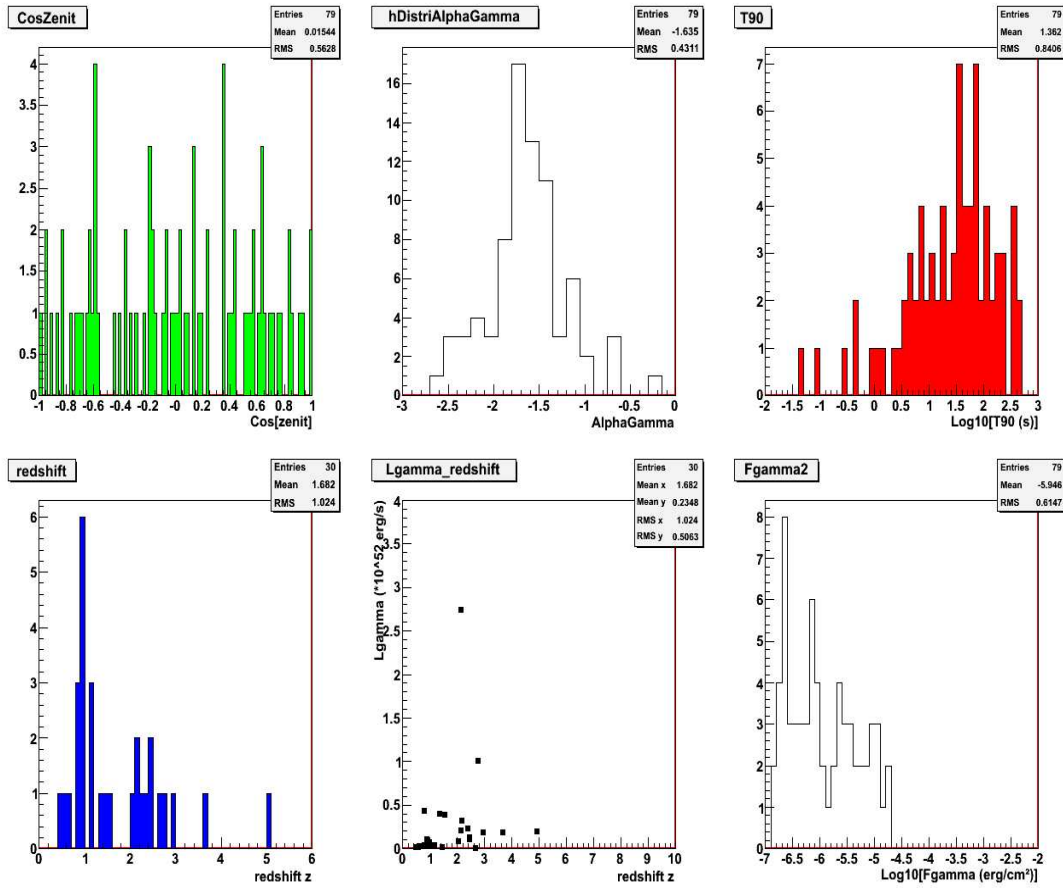 CosZenit
Entries 79
Mean 0.01544
RMS 0.5628
4
3.5
3
2.5
2
1.5
1
0.5
0
-1 -0.8 -0.6 -0.4 -0.2 -0 0.2 0.4 0.6 0.8 1
Cos[zenit]
hDistriAlphaGamma
Entries 79
Mean -1.635
RMS 0.4311
16
14
12
10
8
6
4
2
0
-3 -2.5 -2 -1.5 -1 -0.5 0
AlphaGamma
T90
Entries 79
Mean 1.362
RMS 0.8406
7
6
5
4
3
2
1
0
-2 -1.5 -1 -0.5 0 0.5 1 1.5 2 2.5 3
Log10[T90 (s)]
redshift
Entries 30
Mean 1.682
RMS 1.024
6
5
4
3
2
1
0
0 1 2 3 4 5 6
redshift z
Lgamma_redshift
Entries 30
Mean x 1.682
Mean y 0.2348
RMS x 1.024
RMS y 0.5063
Lgamma (*10^52 erg/s)
4
3.5
3
2.5
2
1.5
1
0.5
0
0 1 2 3 4 5 6 7 8 9 10
redshift z
Fgamma2
Entries 79
Mean -5.946
RMS 0.6147
8
7
6
5
4
3
2
1
0
-7 -6.5 -6 -5.5 -5 -4.5 -4 -3.5 -3 -2.5 -2
Log10[Fgamma (erg/cm²)]